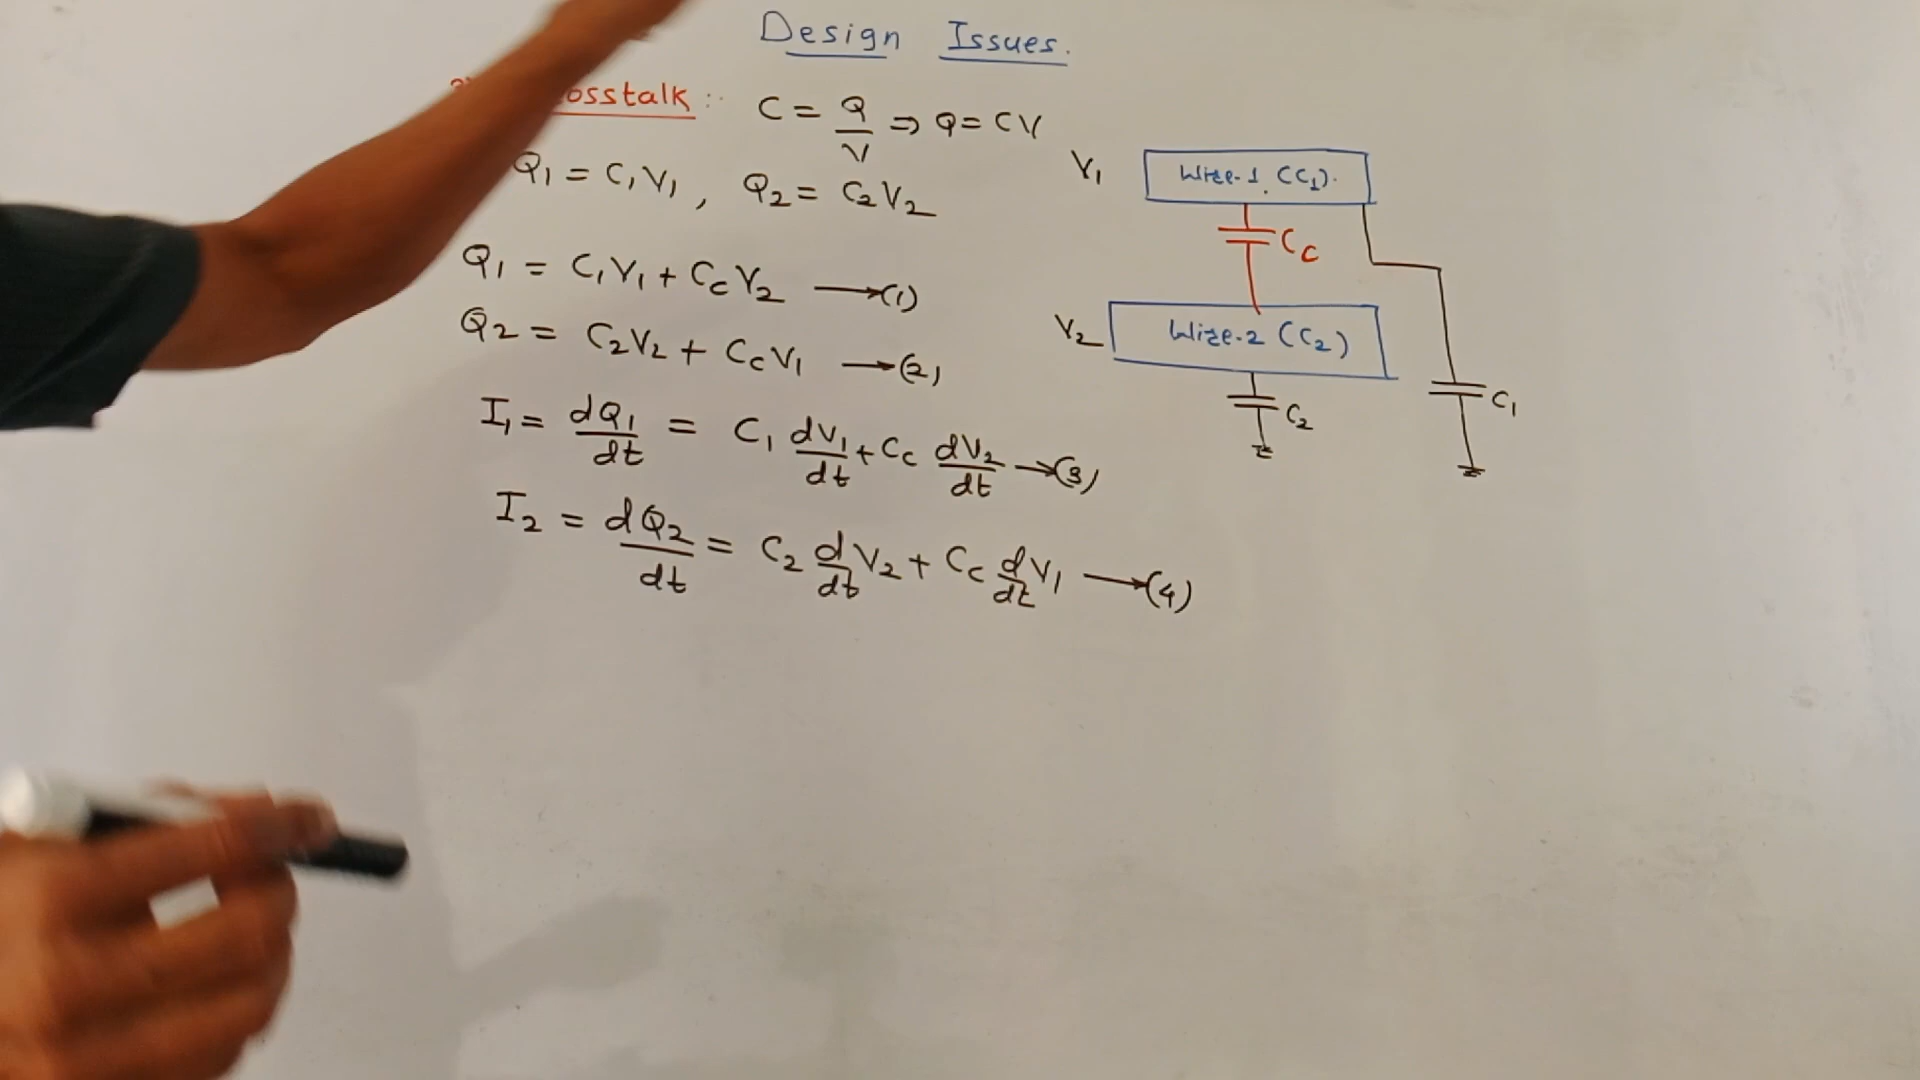 Design Issues.
osstalk :-
C = Q/V ⇒ Q = CV
Q1 = C1V1 , Q2 = C2V2
Q1 = C1V1 + CcV2 → (1)
Q2 = C2V2 + CcV1 → (2)
I1 = dQ1/dt = C1 dV1/dt + Cc dV2/dt → (3)
I2 = dQ2/dt = C2 d/dt V2 + Cc d/dt V1 → (4)
V1
Wire-1 (C1).
Cc
V2
Wire-2 (C2)
C2
C1